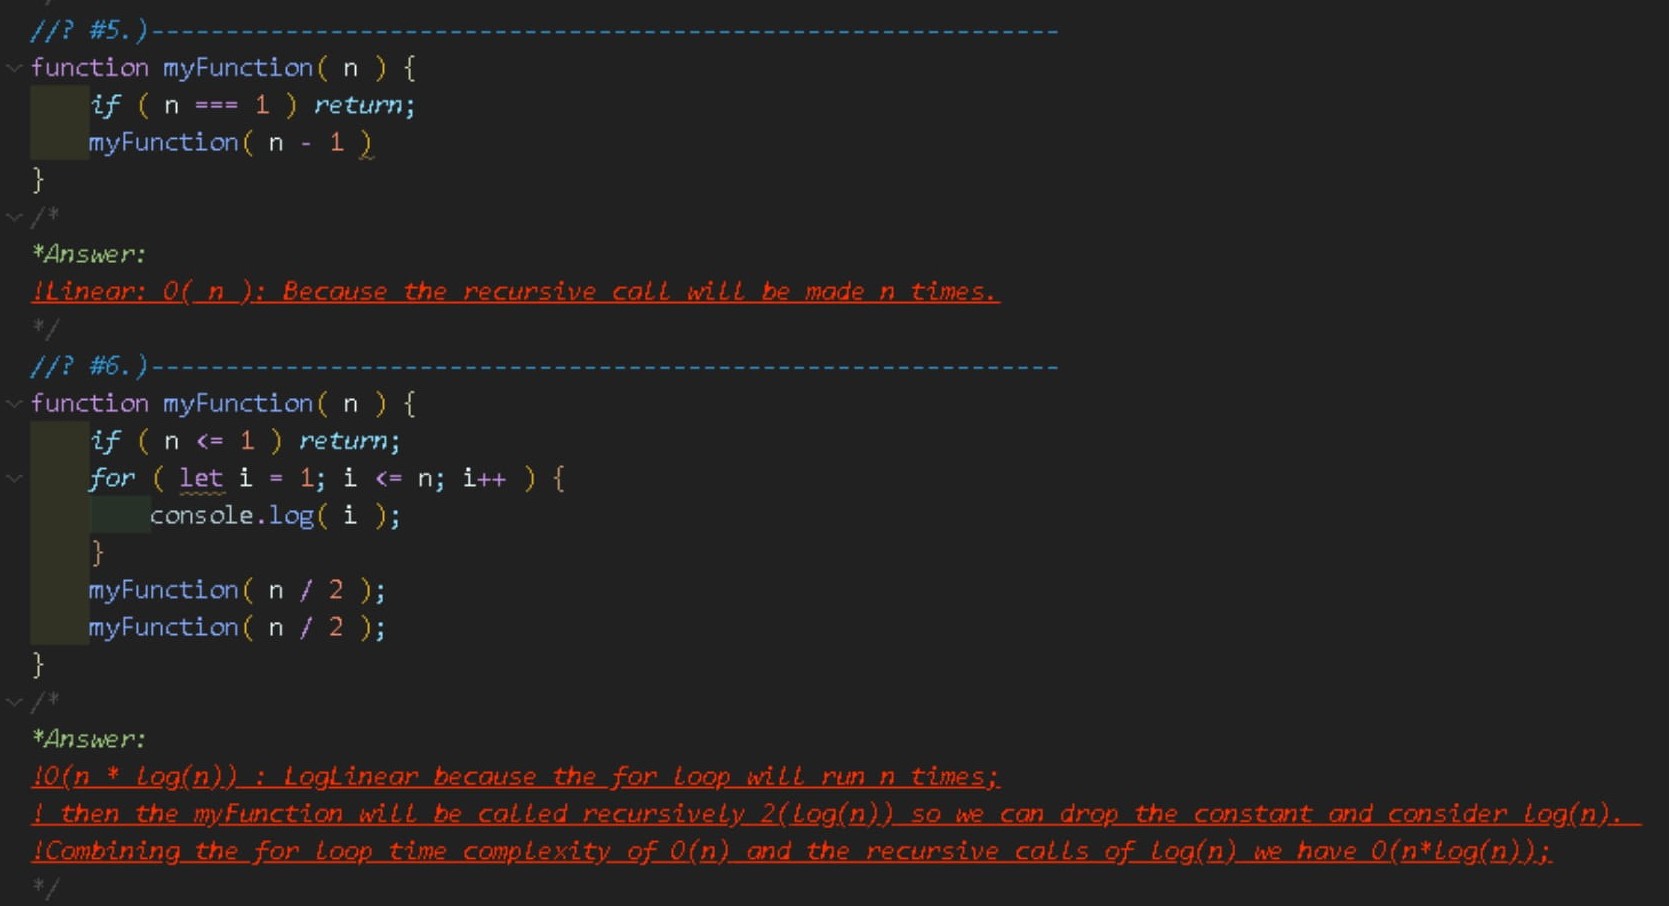 //? #5.)-------------------------------------------------------------
function myFunction( n ) {
    if ( n === 1 ) return;
    myFunction( n - 1 )
}
/*
*Answer:
!Linear: O( n ): Because the recursive call will be made n times.
*/
//? #6.)-------------------------------------------------------------
function myFunction( n ) {
    if ( n <= 1 ) return;
    for ( let i = 1; i <= n; i++ ) {
        console.log( i );
    }
    myFunction( n / 2 );
    myFunction( n / 2 );
}
/*
*Answer:
!O(n * log(n)) : LogLinear because the for loop will run n times;
! then the myFunction will be called recursively 2(log(n)) so we can drop the constant and consider log(n).
!Combining the for loop time complexity of O(n) and the recursive calls of log(n) we have O(n*log(n));
*/